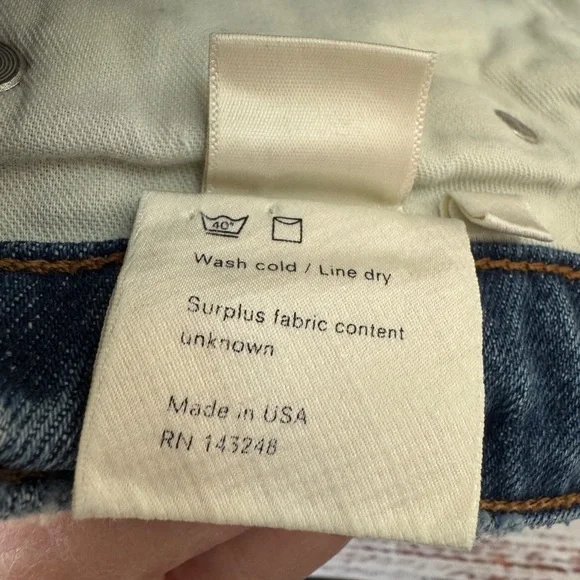 40°
Wash cold / Line dry
Surplus fabric content
unknown
Made in USA
RN 143248